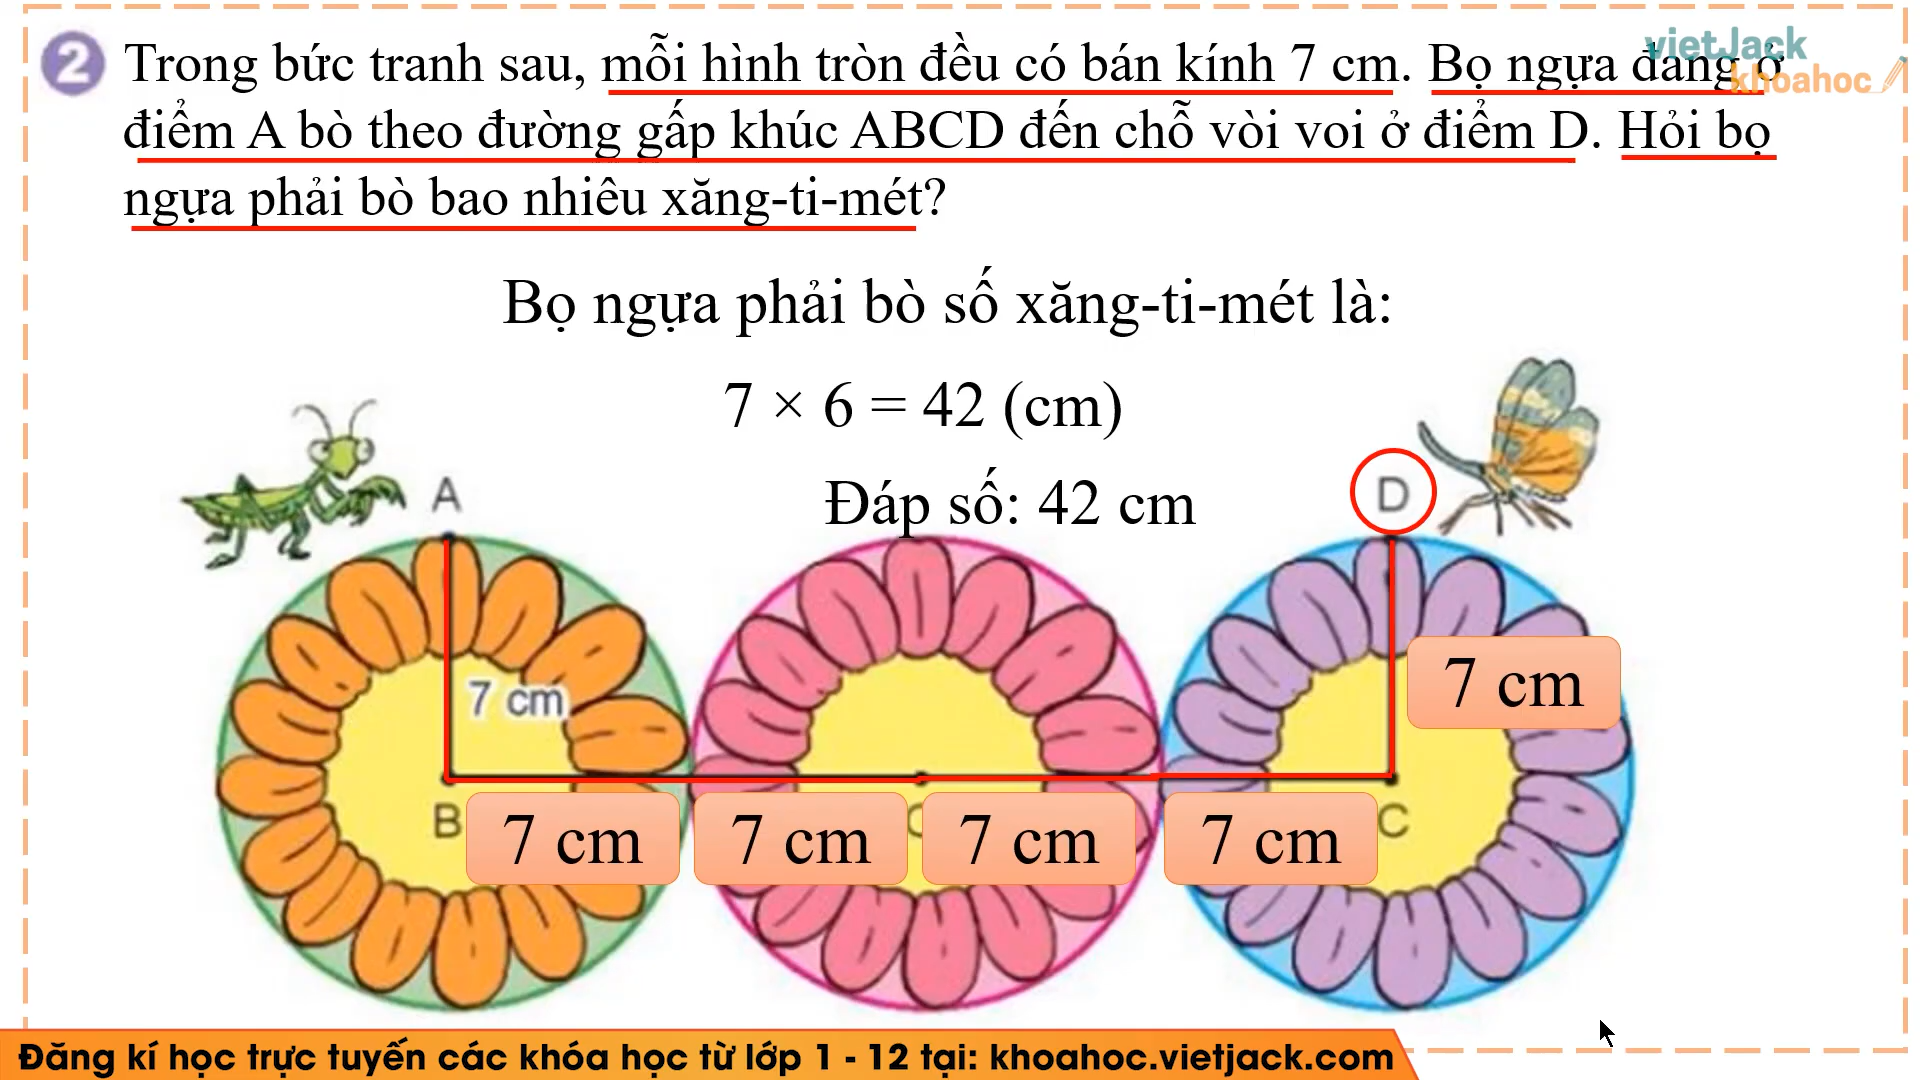 2 Trong bức tranh sau, mỗi hình tròn đều có bán kính 7 cm. Bọ ngựa đang ở
điểm A bò theo đường gấp khúc ABCD đến chỗ vòi voi ở điểm D. Hỏi bọ
ngựa phải bò bao nhiêu xăng-ti-mét?
vietJack
khoahoc
Bọ ngựa phải bò số xăng-ti-mét là:
7 × 6 = 42 (cm)
Đáp số: 42 cm
A
D
7 cm
7 cm
B
7 cm
7 cm
7 cm
7 cm
C
Đăng kí học trực tuyến các khóa học từ lớp 1 - 12 tại: khoahoc.vietjack.com